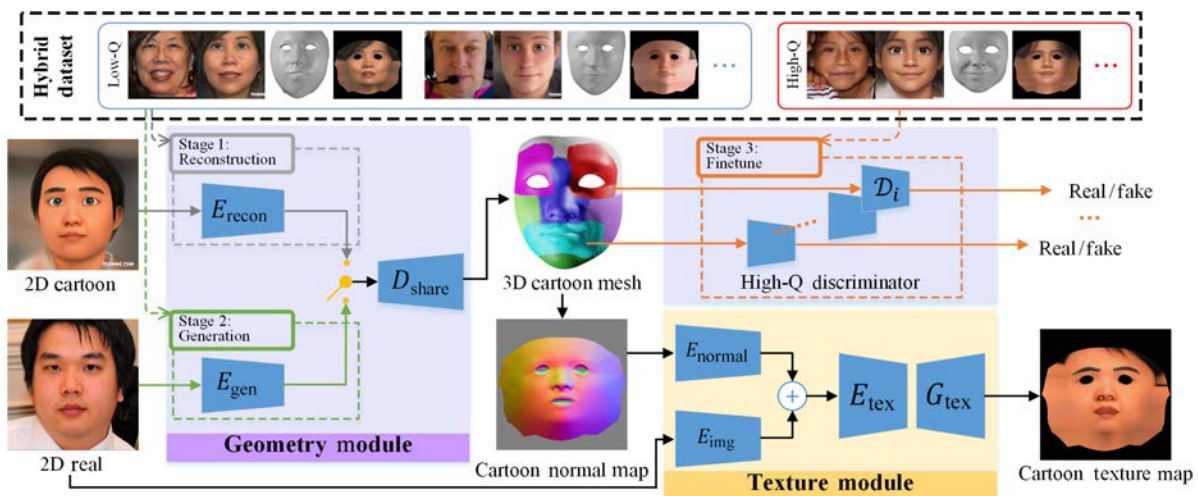 Hybrid
dataset
Low-Q
...
High-Q
...
Stage 1:
Reconstruction
E_recon
2D cartoon
D_share
Stage 2:
Generation
E_gen
2D real
Geometry module
3D cartoon mesh
Cartoon normal map
Stage 3:
Finetune
D_i
Real/fake
...
Real/fake
High-Q discriminator
E_normal
E_img
+
E_tex
G_tex
Texture module
Cartoon texture map